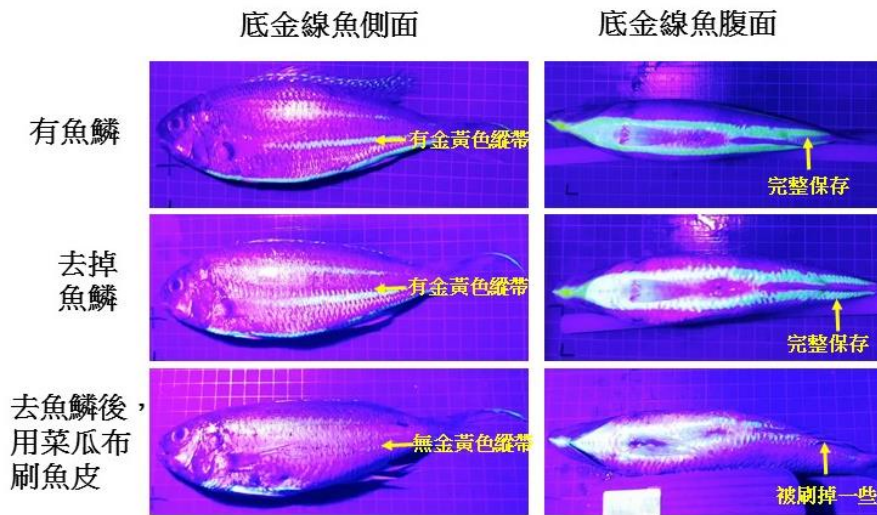 底金線魚側面
底金線魚腹面
有魚鱗
有金黃色縱帶
完整保存
去掉
魚鱗
有金黃色縱帶
完整保存
去魚鱗後，
用菜瓜布
刷魚皮
無金黃色縱帶
被刷掉一些